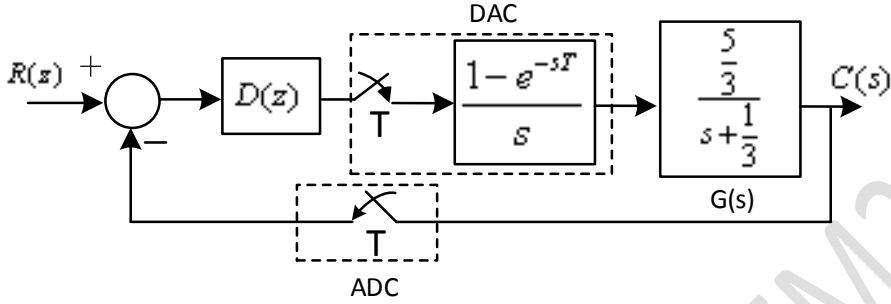 DAC
R(z) +
D(z)
T
1 - e^{-sT}
s
5
3
s + 1
3
C(s)
−
G(s)
T
ADC